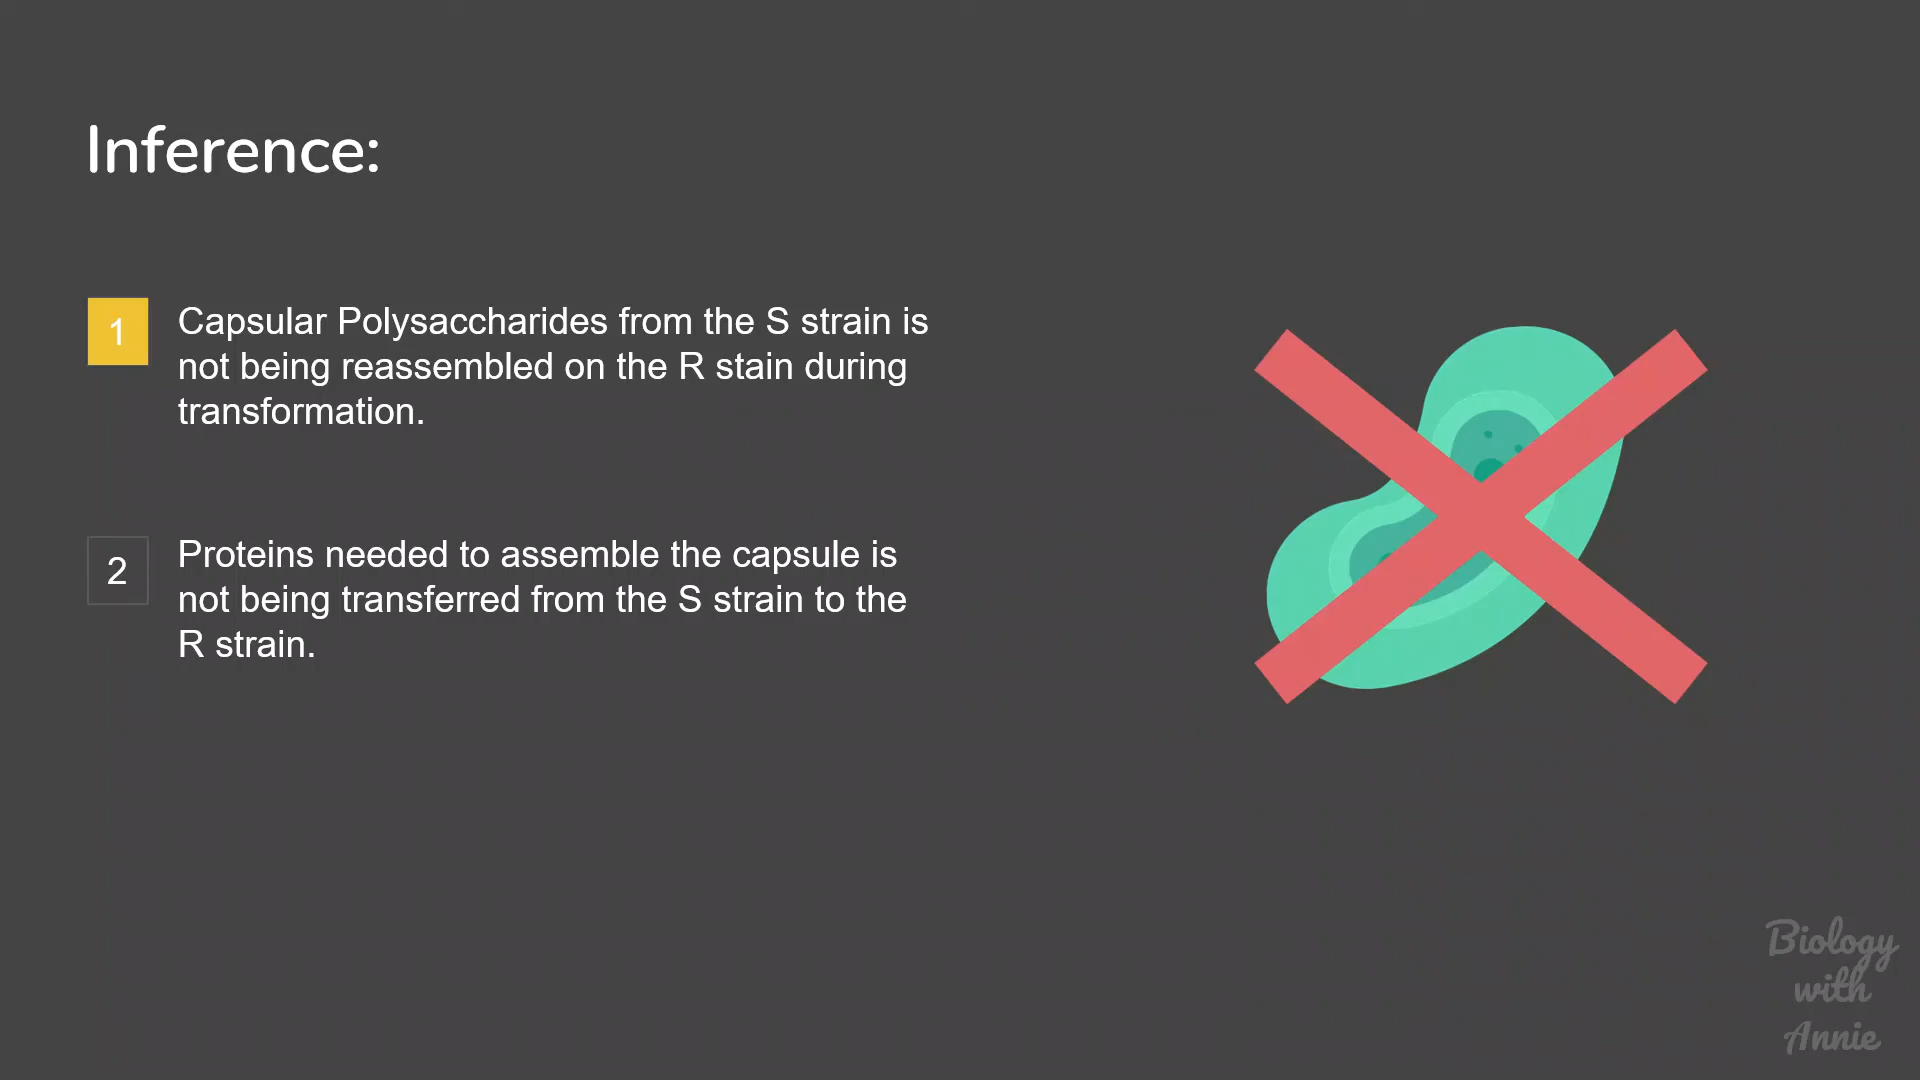 Inference:
1
Capsular Polysaccharides from the S strain is
not being reassembled on the R stain during
transformation.
2
Proteins needed to assemble the capsule is
not being transferred from the S strain to the
R strain.
Biology
with
Annie